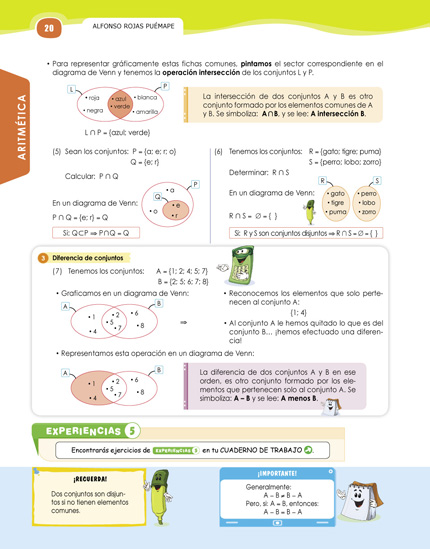 20
ALFONSO ROJAS PUÉMAPE
ARITMÉTICA
• Para representar gráficamente estas fichas comunes, pintamos el sector correspondiente en el
diagrama de Venn y tenemos la operación intersección de los conjuntos L y P.
L
P
• roja
• azul
• blanca
• negra
• verde
• amarilla
L ∩ P = {azul; verde}
La intersección de dos conjuntos A y B es otro
conjunto formado por los elementos comunes de A
y B. Se simboliza: A∩B, y se lee: A intersección B.
(5) Sean los conjuntos: P = {a; e; r; o}
Q = {e; r}
Calcular: P ∩ Q
En un diagrama de Venn:
P ∩ Q = {e; r} = Q
P
Q
• a
• e
• o
• r
Si: Q⊂P ⇒ P∩Q = Q
(6) Tenemos los conjuntos: R = {gato; tigre; puma}
S = {perro; lobo; zorro}
Determinar: R ∩ S
En un diagrama de Venn:
R ∩ S = ∅ = { }
R
S
• gato
• perro
• tigre
• lobo
• puma
• zorro
Si: R y S son conjuntos disjuntos ⇒ R ∩ S = ∅ = { }
3 Diferencia de conjuntos
(7) Tenemos los conjuntos: A = {1; 2; 4; 5; 7}
B = {2; 5; 6; 7; 8}
• Graficamos en un diagrama de Venn:
A
B
• 1
• 2
• 6
• 5
• 4
• 7
• 8
⇒
• Reconocemos los elementos que solo perte-
necen al conjunto A:
{1; 4}
• Al conjunto A le hemos quitado lo que es del
conjunto B... ¡hemos efectuado una diferen-
cia!
• Representamos esta operación en un diagrama de Venn:
A
B
• 1
• 2
• 6
• 5
• 4
• 7
• 8
La diferencia de dos conjuntos A y B en ese
orden, es otro conjunto formado por los ele-
mentos que pertenecen solo al conjunto A. Se
simboliza: A – B y se lee: A menos B.
EXPERIENCIAS 5
Encontrarás ejercicios de EXPERIENCIAS 5 en tu CUADERNO DE TRABAJO
¡RECUERDA!
Dos conjuntos son disjun-
tos si no tienen elementos
comunes.
¡IMPORTANTE!
Generalmente:
A – B ≠ B – A
Pero, si: A = B, entonces:
A – B = B – A